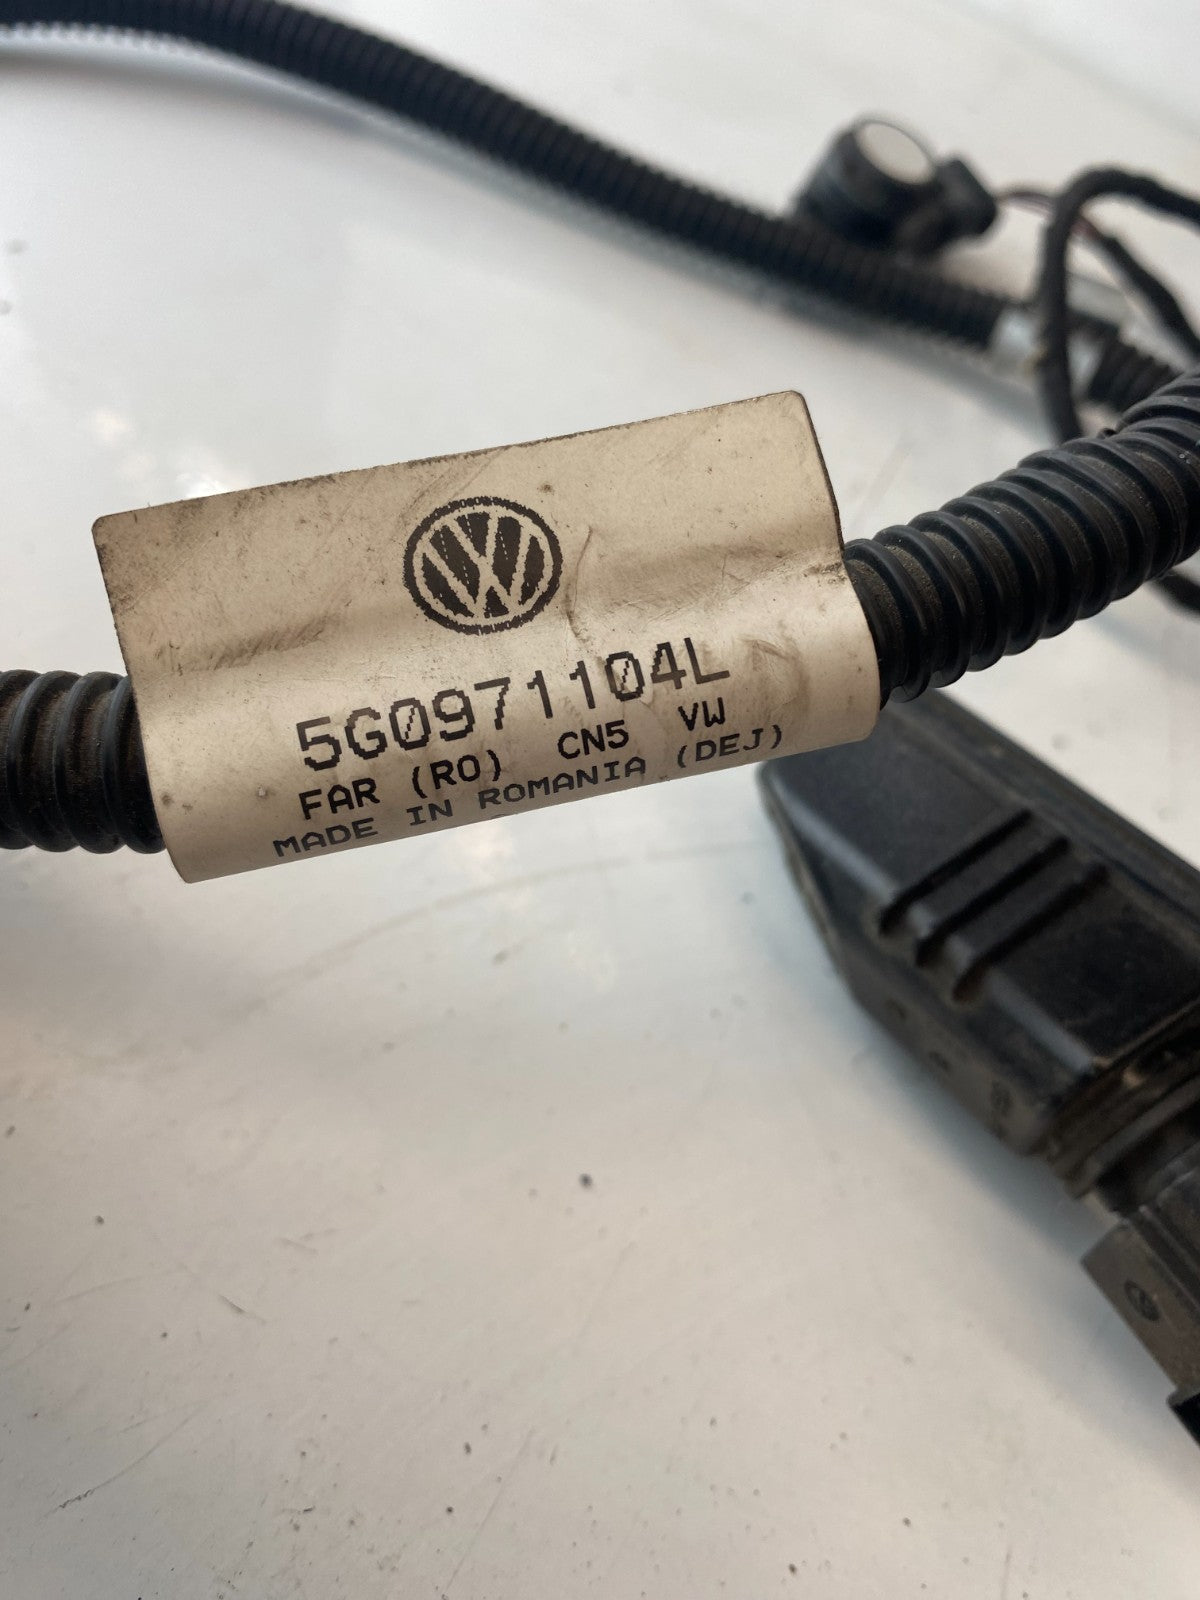 5G0971104L
FAR (RO) CN5 VW
MADE IN ROMANIA (DEJ)